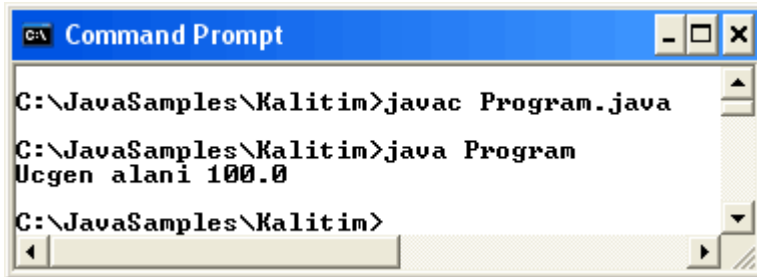 Command Prompt
C:\JavaSamples\Kalitim>javac Program.java
C:\JavaSamples\Kalitim>java Program
Ucgen alani 100.0
C:\JavaSamples\Kalitim>